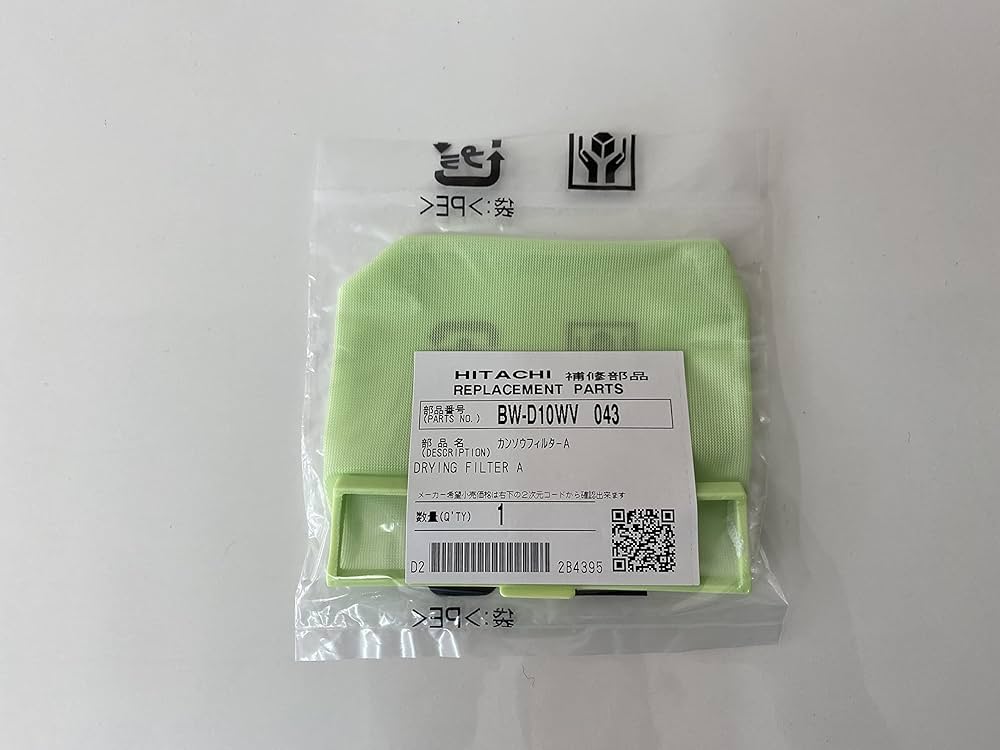 プラ
袋:>PE<
HITACHI 補修部品
REPLACEMENT PARTS
部品番号
(PARTS NO.) BW-D10WV 043
部品名 カンソウフィルターA
(DESCRIPTION)
DRYING FILTER A
メーカー希望小売価格は右下の2次元コードから確認出来ます
数量(Q'TY) 1
D2 2B4395
袋:>PE<